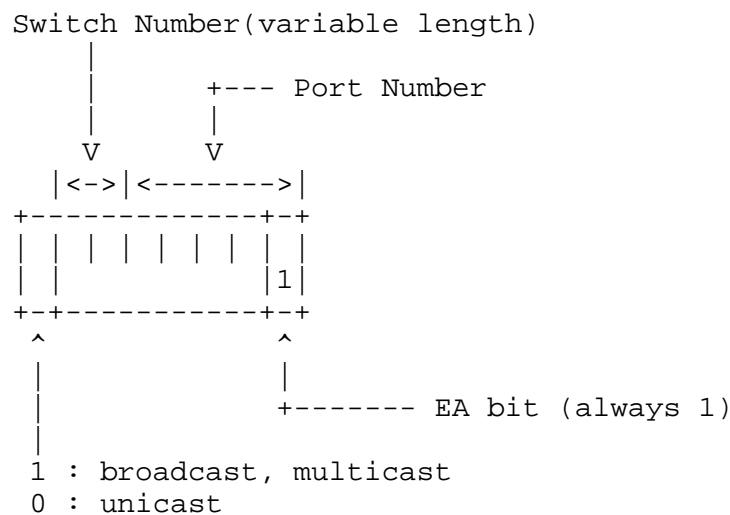 Switch Number(variable length)
|
|       +--- Port Number
|       |
V       V
|<->|<------->|
+-------------+-+
| | | | | | | | |
| |           |1|
+-+-----------+-+
^             ^
|             |
|             +------- EA bit (always 1)
|
1 : broadcast, multicast
0 : unicast